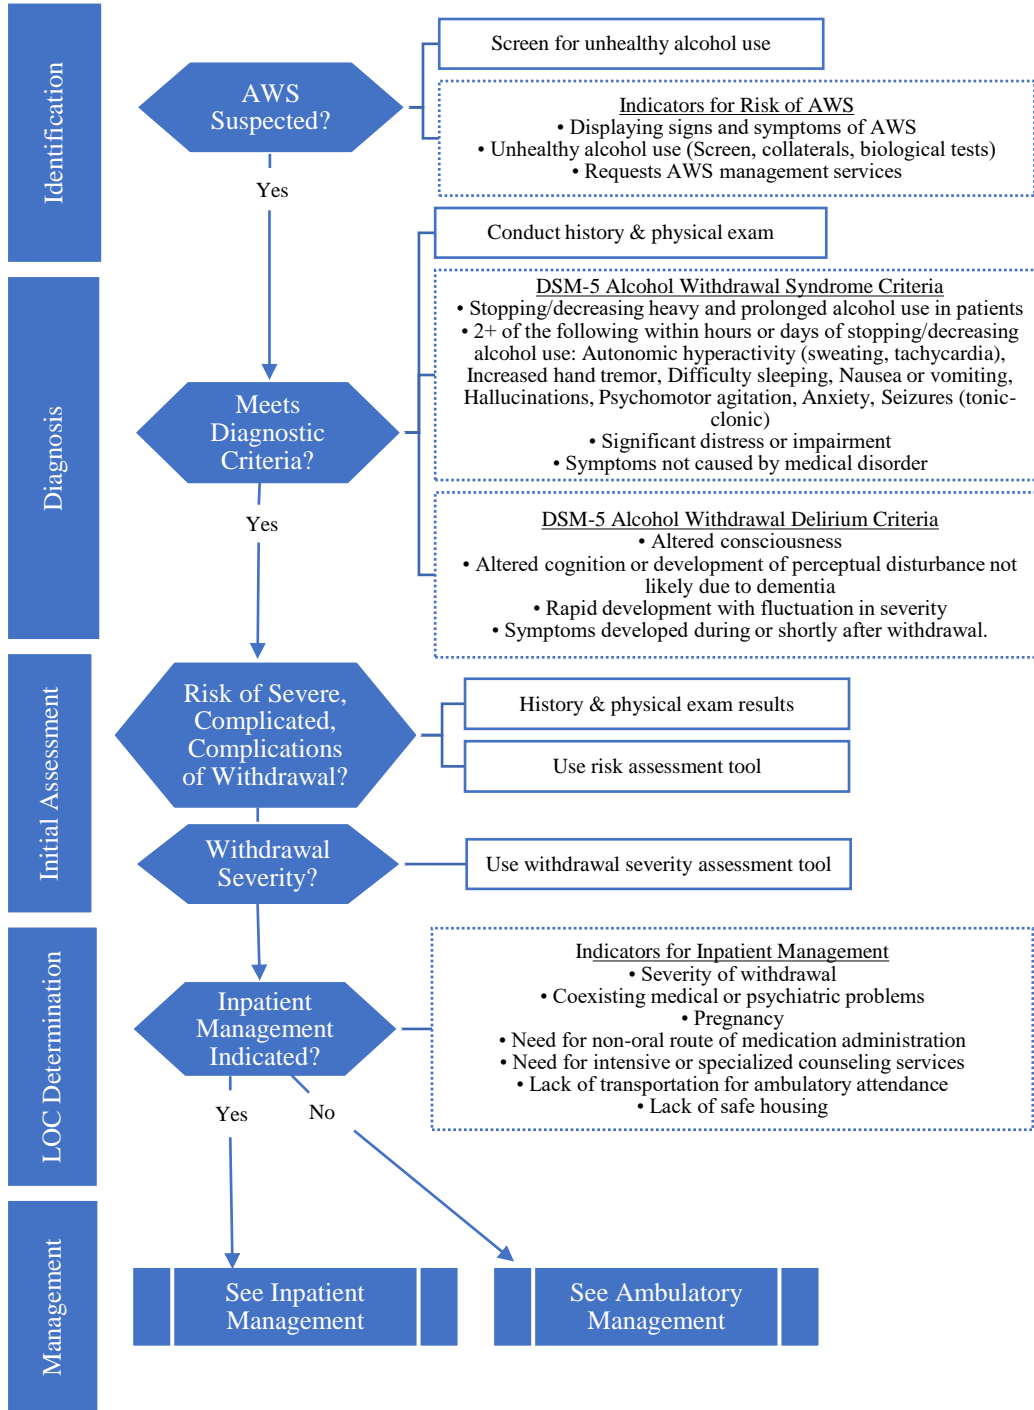 Identification
AWS
Suspected?
Screen for unhealthy alcohol use
Indicators for Risk of AWS
• Displaying signs and symptoms of AWS
• Unhealthy alcohol use (Screen, collaterals, biological tests)
• Requests AWS management services
Yes
Conduct history & physical exam
Diagnosis
Meets
Diagnostic
Criteria?
DSM-5 Alcohol Withdrawal Syndrome Criteria
• Stopping/decreasing heavy and prolonged alcohol use in patients
• 2+ of the following within hours or days of stopping/decreasing
alcohol use: Autonomic hyperactivity (sweating, tachycardia),
Increased hand tremor, Difficulty sleeping, Nausea or vomiting,
Hallucinations, Psychomotor agitation, Anxiety, Seizures (tonic-
clonic)
• Significant distress or impairment
• Symptoms not caused by medical disorder
Yes
DSM-5 Alcohol Withdrawal Delirium Criteria
• Altered consciousness
• Altered cognition or development of perceptual disturbance not
likely due to dementia
• Rapid development with fluctuation in severity
• Symptoms developed during or shortly after withdrawal.
Initial Assessment
Risk of Severe,
Complicated,
Complications
of Withdrawal?
History & physical exam results
Use risk assessment tool
Withdrawal
Severity?
Use withdrawal severity assessment tool
LOC Determination
Inpatient
Management
Indicated?
Indicators for Inpatient Management
• Severity of withdrawal
• Coexisting medical or psychiatric problems
• Pregnancy
• Need for non-oral route of medication administration
• Need for intensive or specialized counseling services
• Lack of transportation for ambulatory attendance
• Lack of safe housing
Yes
No
Management
See Inpatient
Management
See Ambulatory
Management